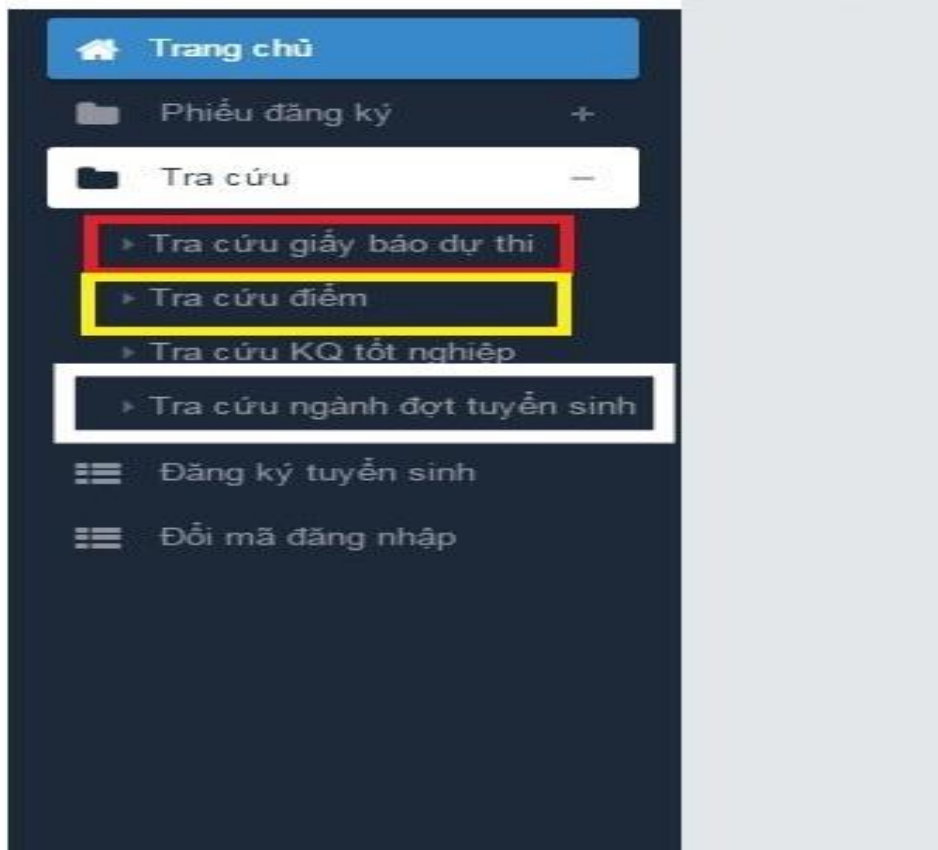 Trang chủ
Phiếu đăng ký
Tra cứu
Tra cứu giấy báo dự thi
Tra cứu điểm
Tra cứu KQ tốt nghiệp
Tra cứu ngành đợt tuyển sinh
Đăng ký tuyển sinh
Đổi mã đăng nhập